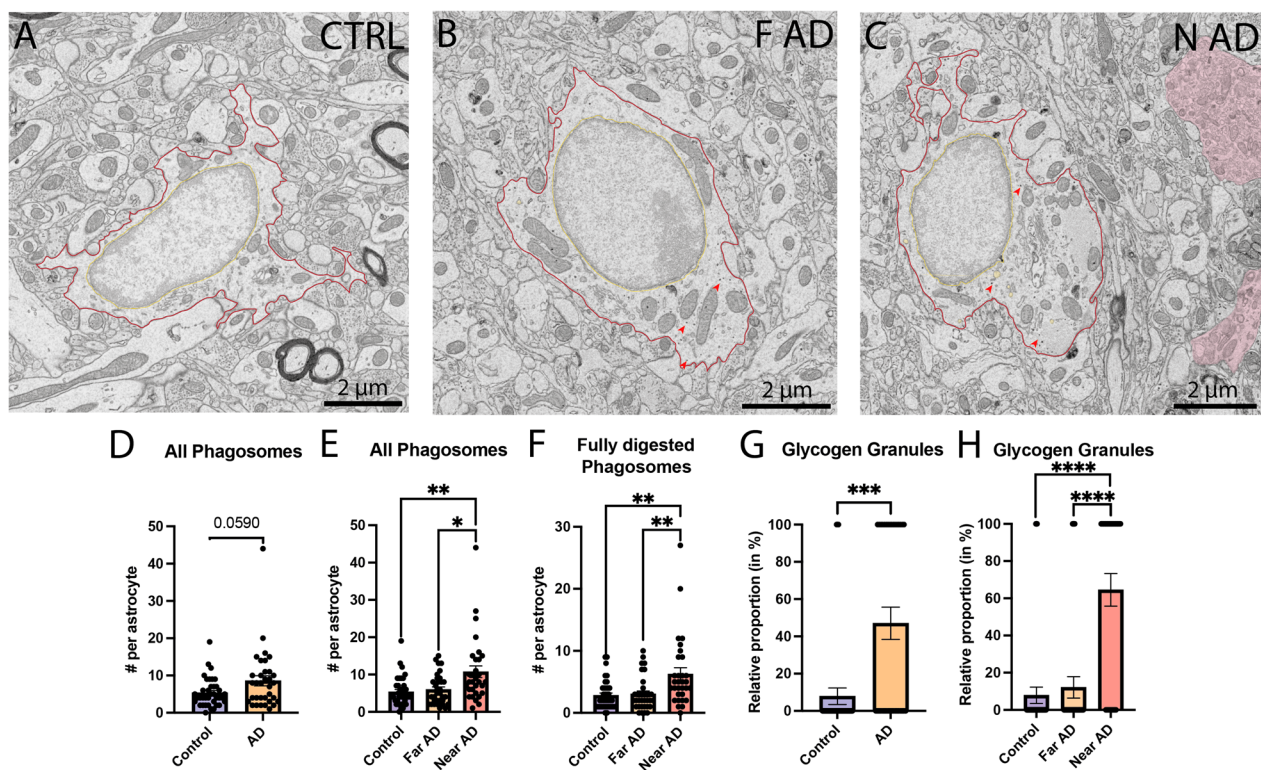 A
CTRL
2 µm
B
F AD
2 µm
C
N AD
2 µm
D
All Phagosomes
# per astrocyte
50
40
30
20
10
0
0.0590
Control
AD
E
All Phagosomes
# per astrocyte
50
40
30
20
10
0
**
*
Control
Far AD
Near AD
F
Fully digested
Phagosomes
# per astrocyte
30
20
10
0
**
**
Control
Far AD
Near AD
G
Glycogen Granules
Relative proportion (in %)
100
80
60
40
20
0
***
Control
AD
H
Glycogen Granules
Relative proportion (in %)
100
80
60
40
20
0
****
****
Control
Far AD
Near AD